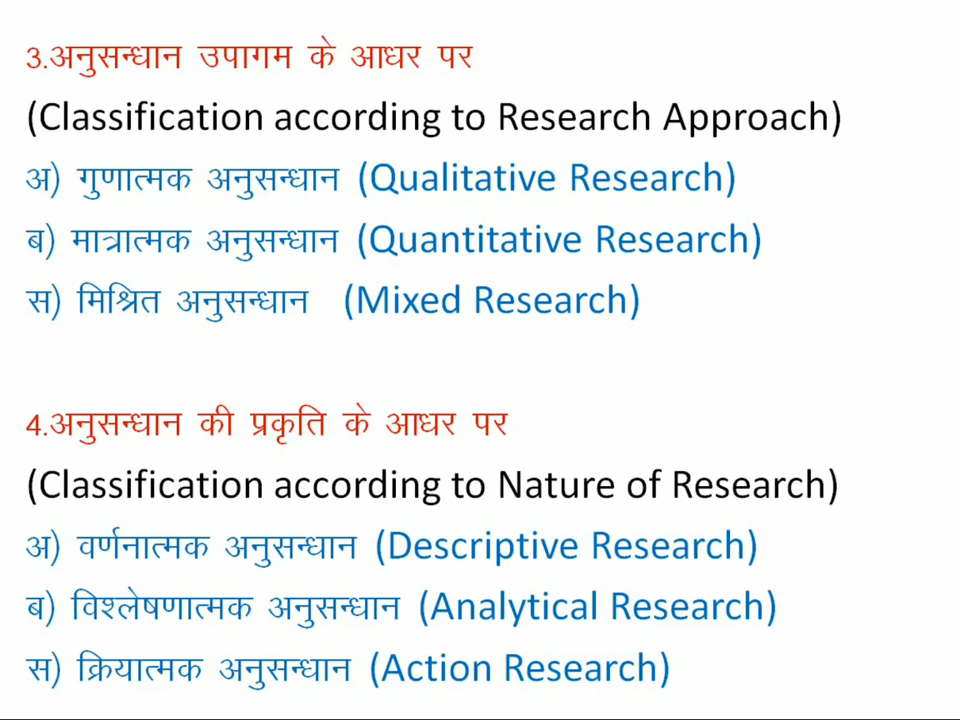 3.अनुसन्धान उपागम के आधर पर
(Classification according to Research Approach)
अ) गुणात्मक अनुसन्धान (Qualitative Research)
ब) मात्रात्मक अनुसन्धान (Quantitative Research)
स) मिश्रित अनुसन्धान (Mixed Research)
4.अनुसन्धान की प्रकृति के आधर पर
(Classification according to Nature of Research)
अ) वर्णनात्मक अनुसन्धान (Descriptive Research)
ब) विश्लेषणात्मक अनुसन्धान (Analytical Research)
स) क्रियात्मक अनुसन्धान (Action Research)